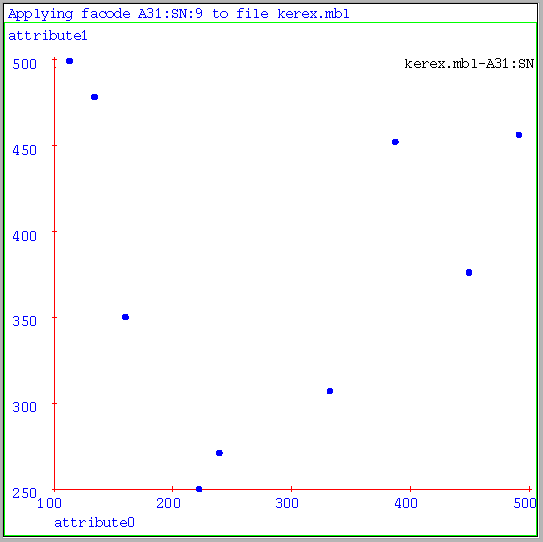 Applying facode A31:SN:9 to file kerex.mbl
attribute1
kerex.mbl-A31:SN
500
450
400
350
300
250
100 200 300 400 500
attribute0